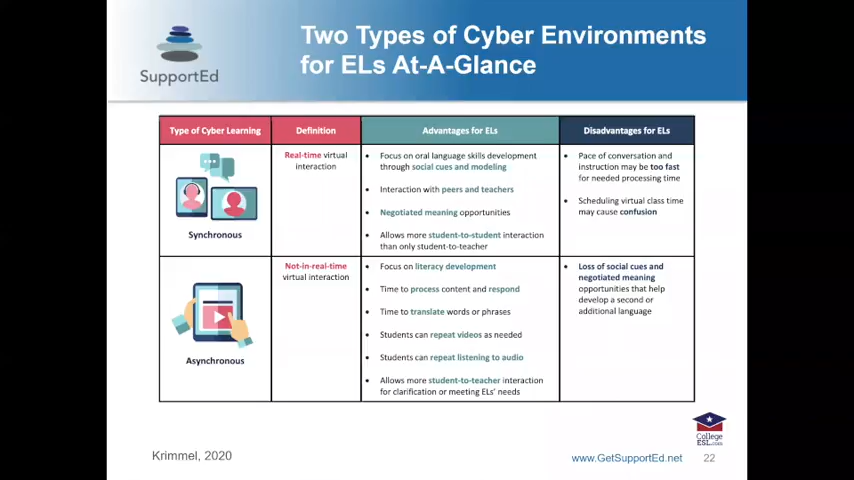 Two Types of Cyber Environments
for ELs At-A-Glance
SupportEd
Type of Cyber Learning
Definition
Advantages for ELs
Disadvantages for ELs
Synchronous
Real-time virtual
interaction
• Focus on oral language skills development
through social cues and modeling
• Interaction with peers and teachers
• Negotiated meaning opportunities
• Allows more student-to-student interaction
than only student-to-teacher
• Pace of conversation and
instruction may be too fast
for needed processing time
• Scheduling virtual class time
may cause confusion
Asynchronous
Not-in-real-time
virtual interaction
• Focus on literacy development
• Time to process content and respond
• Time to translate words or phrases
• Students can repeat videos as needed
• Students can repeat listening to audio
• Allows more student-to-teacher interaction
for clarification or meeting ELs' needs
• Loss of social cues and
negotiated meaning
opportunities that help
develop a second or
additional language
College
ESL.com
Krimmel, 2020
www.GetSupportEd.net
22